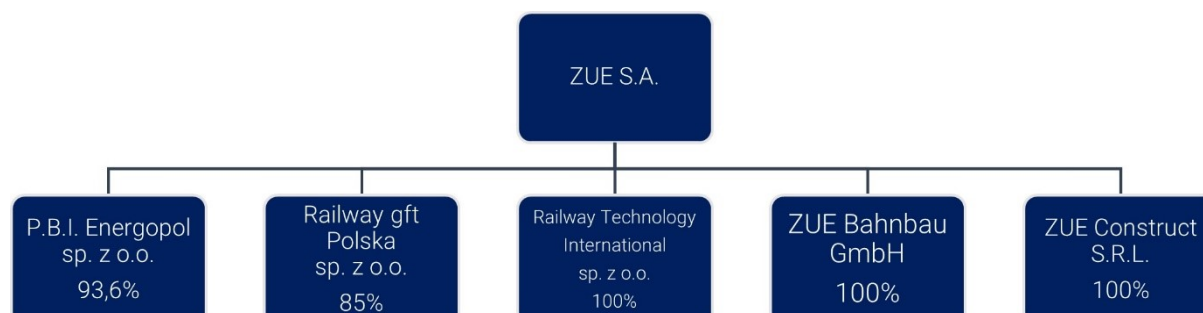 ZUE S.A.
P.B.I. Energopol
sp. z o.o.
93,6%
Railway gft
Polska
sp. z o.o.
85%
Railway Technology
International
sp. z o.o.
100%
ZUE Bahnbau
GmbH
100%
ZUE Construct
S.R.L.
100%